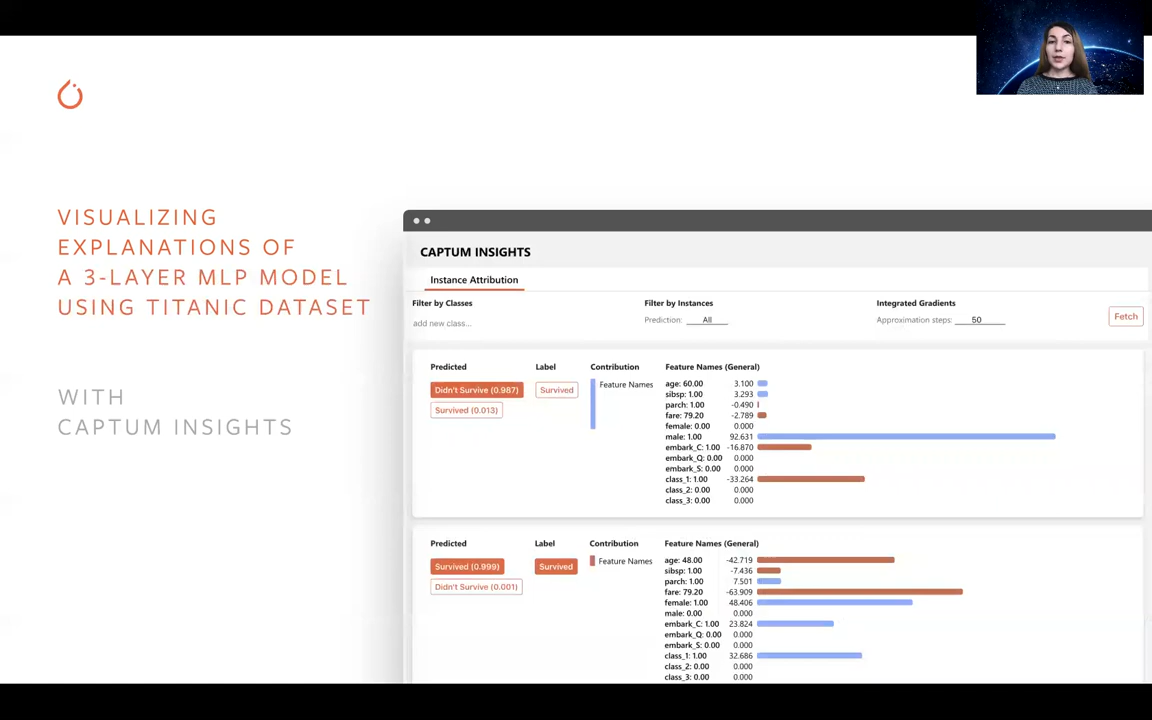 VISUALIZING
EXPLANATIONS OF
A 3-LAYER MLP MODEL
USING TITANIC DATASET
WITH
CAPTUM INSIGHTS
CAPTUM INSIGHTS
Instance Attribution
Filter by Classes
add new class...
Filter by Instances
Prediction: All
Integrated Gradients
Approximation steps: 50
Fetch
Predicted
Didn't Survive (0.987)
Survived (0.013)
Label
Survived
Contribution
Feature Names
Feature Names (General)
age: 60.00 3.100
sibsp: 1.00 3.293
parch: 1.00 -0.490
fare: 79.20 -2.789
female: 0.00 0.000
male: 1.00 92.631
embark_C: 1.00 -16.870
embark_Q: 0.00 0.000
embark_S: 0.00 0.000
class_1: 1.00 -33.264
class_2: 0.00 0.000
class_3: 0.00 0.000
Predicted
Survived (0.999)
Didn't Survive (0.001)
Label
Survived
Contribution
Feature Names
Feature Names (General)
age: 48.00 -42.719
sibsp: 1.00 -7.436
parch: 1.00 7.501
fare: 79.20 -63.909
female: 1.00 48.406
male: 0.00 0.000
embark_C: 1.00 23.824
embark_Q: 0.00 0.000
embark_S: 0.00 0.000
class_1: 1.00 32.686
class_2: 0.00 0.000
class_3: 0.00 0.000